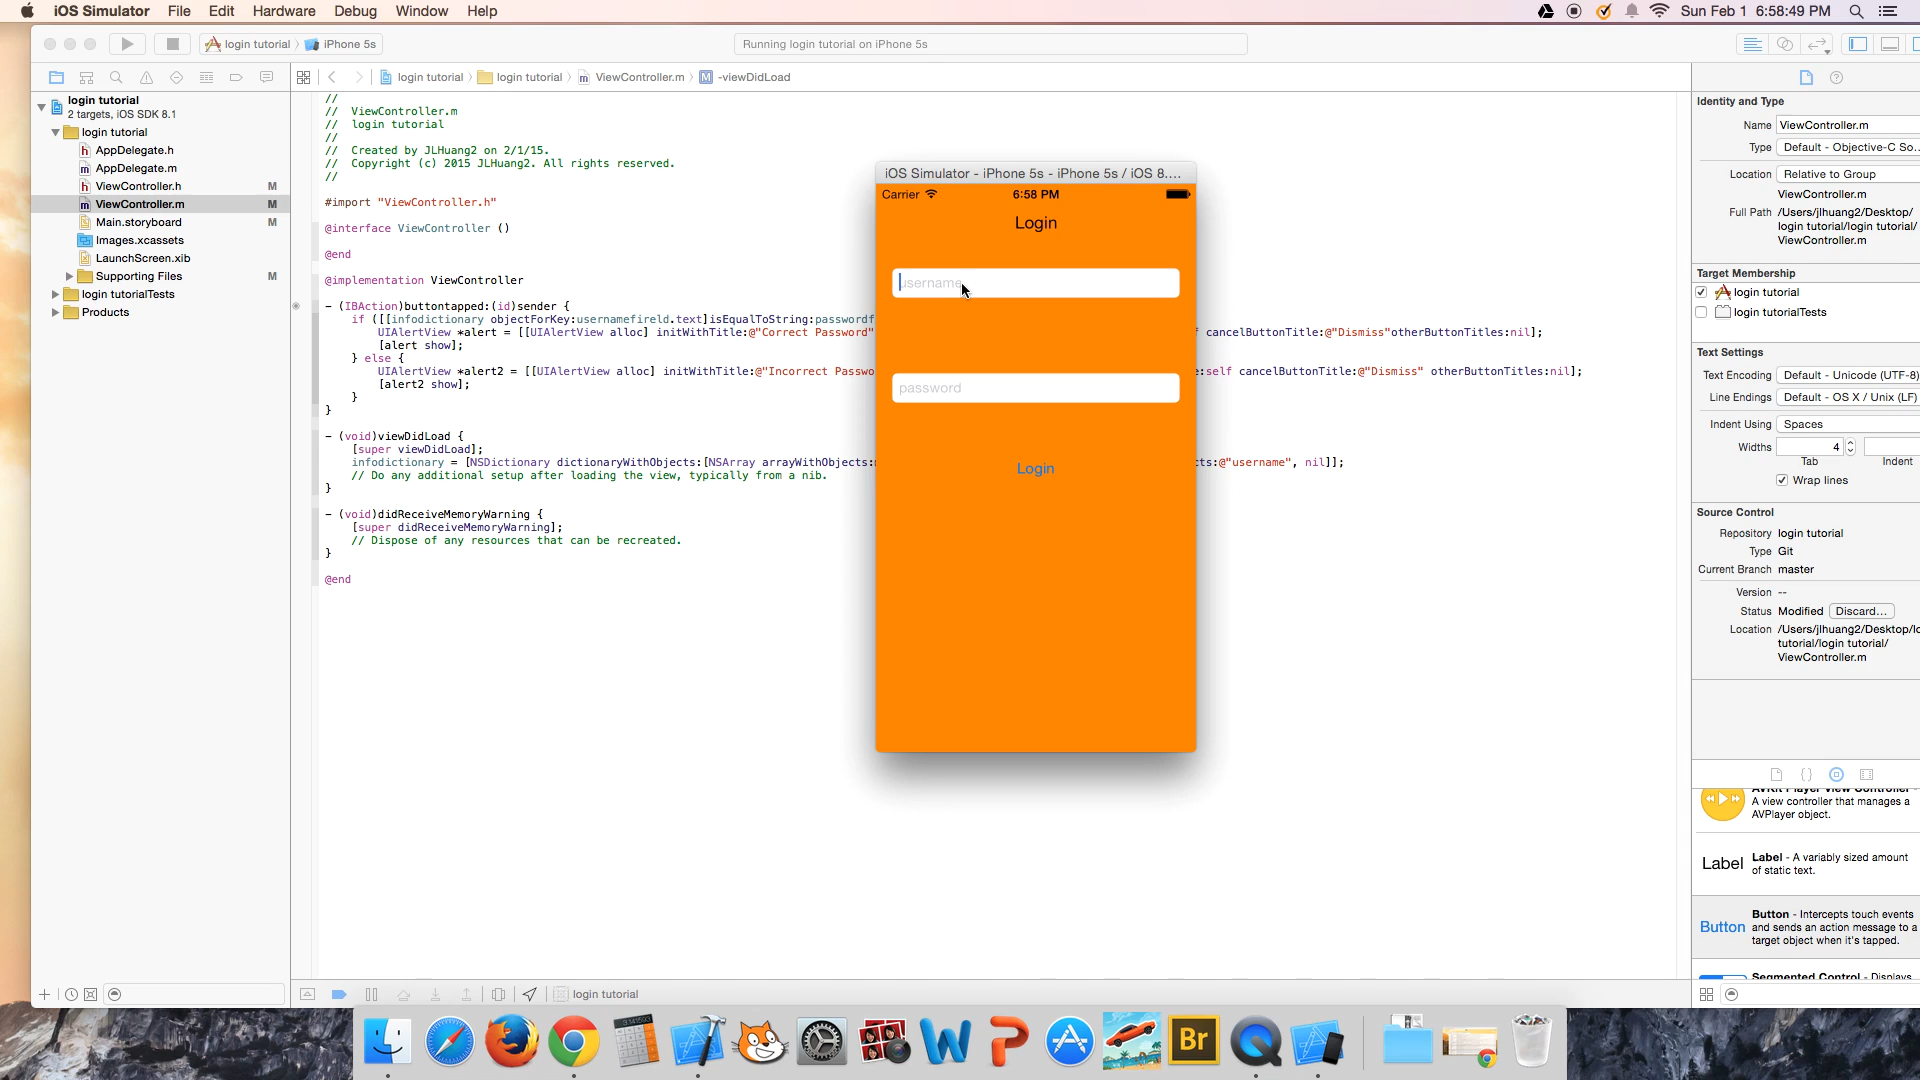 iOS Simulator File Edit Hardware Debug Window Help Sun Feb 1 6:58:49 PM
login tutorial iPhone 5s Running login tutorial on iPhone 5s
login tutorial login tutorial ViewController.m M -viewDidLoad
login tutorial
2 targets, iOS SDK 8.1
login tutorial
h AppDelegate.h
m AppDelegate.m
h ViewController.h M
m ViewController.m M
Main.storyboard M
Images.xcassets
LaunchScreen.xib
Supporting Files M
login tutorialTests
Products
//
// ViewController.m
// login tutorial
//
// Created by JLHuang2 on 2/1/15.
// Copyright (c) 2015 JLHuang2. All rights reserved.
//
#import "ViewController.h"
@interface ViewController ()
@end
@implementation ViewController
- (IBAction)buttontapped:(id)sender {
if ([[infodictionary objectForKey:usernamefireld.text]isEqualToString:passwordf
UIAlertView *alert = [[UIAlertView alloc] initWithTitle:@"Correct Password" cancelButtonTitle:@"Dismiss"otherButtonTitles:nil];
[alert show];
} else {
UIAlertView *alert2 = [[UIAlertView alloc] initWithTitle:@"Incorrect Passwo :self cancelButtonTitle:@"Dismiss" otherButtonTitles:nil];
[alert2 show];
}
}
- (void)viewDidLoad {
[super viewDidLoad];
infodictionary = [NSDictionary dictionaryWithObjects:[NSArray arrayWithObjects: ts:@"username", nil]];
// Do any additional setup after loading the view, typically from a nib.
}
- (void)didReceiveMemoryWarning {
[super didReceiveMemoryWarning];
// Dispose of any resources that can be recreated.
}
@end
iOS Simulator - iPhone 5s - iPhone 5s / iOS 8....
Carrier 6:58 PM
Login
username
password
Login
Identity and Type
Name ViewController.m
Type Default - Objective-C So...
Location Relative to Group
ViewController.m
Full Path /Users/jlhuang2/Desktop/
login tutorial/login tutorial/
ViewController.m
Target Membership
login tutorial
login tutorialTests
Text Settings
Text Encoding Default - Unicode (UTF-8)
Line Endings Default - OS X / Unix (LF)
Indent Using Spaces
Widths 4
Tab Indent
Wrap lines
Source Control
Repository login tutorial
Type Git
Current Branch master
Version --
Status Modified Discard...
Location /Users/jlhuang2/Desktop/lo
tutorial/login tutorial/
ViewController.m
AVKit Player View Controller -
A view controller that manages a
AVPlayer object.
Label Label - A variably sized amount
of static text.
Button Button - Intercepts touch events
and sends an action message to a
target object when it's tapped.
Segmented Control - Displays
login tutorial
Br